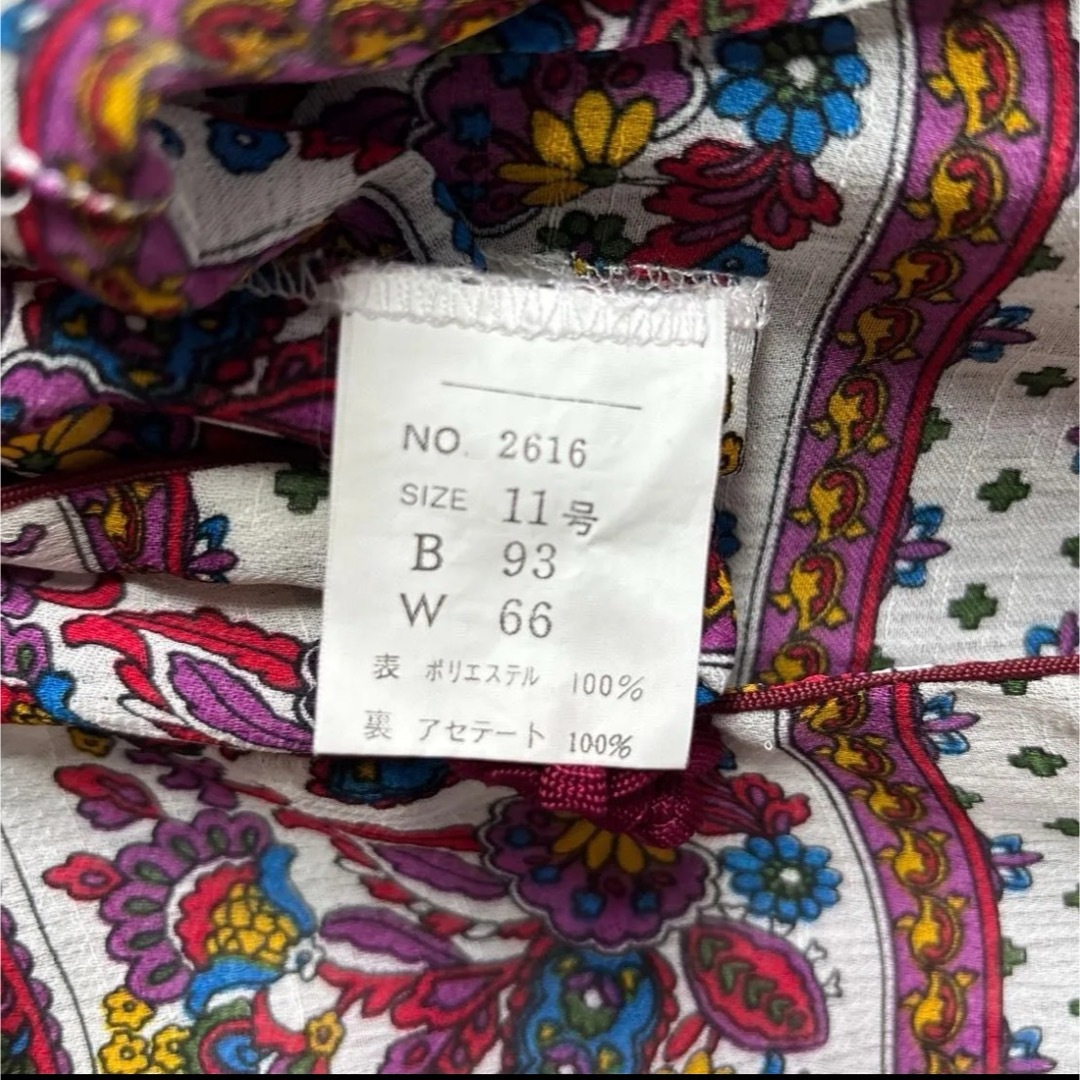 NO. 2616
SIZE 11号
B 93
W 66
表 ポリエステル 100%
裏 アセテート 100%